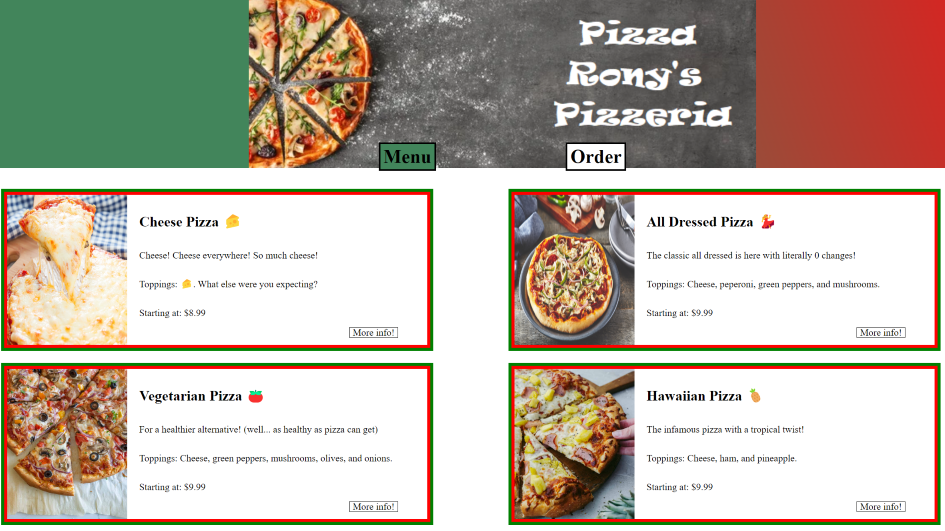 Pizza
Rony's
Pizzeria
Menu
Order
Cheese Pizza 🧀
Cheese! Cheese everywhere! So much cheese!
Toppings: 🧀. What else were you expecting?
Starting at: $8.99
More info!
All Dressed Pizza 💃
The classic all dressed is here with literally 0 changes!
Toppings: Cheese, peperoni, green peppers, and mushrooms.
Starting at: $9.99
More info!
Vegetarian Pizza 🍅
For a healthier alternative! (well... as healthy as pizza can get)
Toppings: Cheese, green peppers, mushrooms, olives, and onions.
Starting at: $9.99
More info!
Hawaiian Pizza 🍍
The infamous pizza with a tropical twist!
Toppings: Cheese, ham, and pineapple.
Starting at: $9.99
More info!